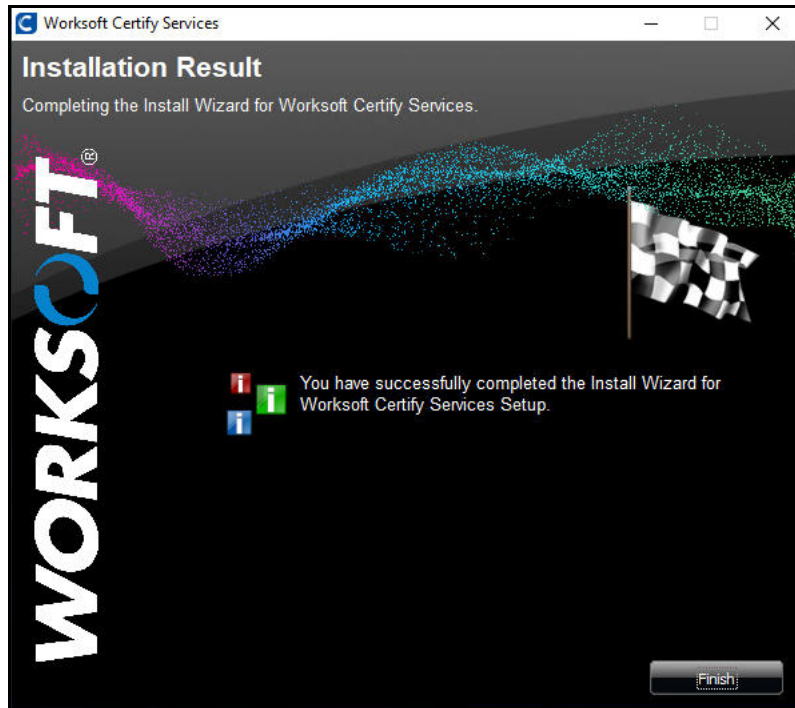 Worksoft Certify Services
Installation Result
Completing the Install Wizard for Worksoft Certify Services.
WORKSOFT®
You have successfully completed the Install Wizard for
Worksoft Certify Services Setup.
Finish